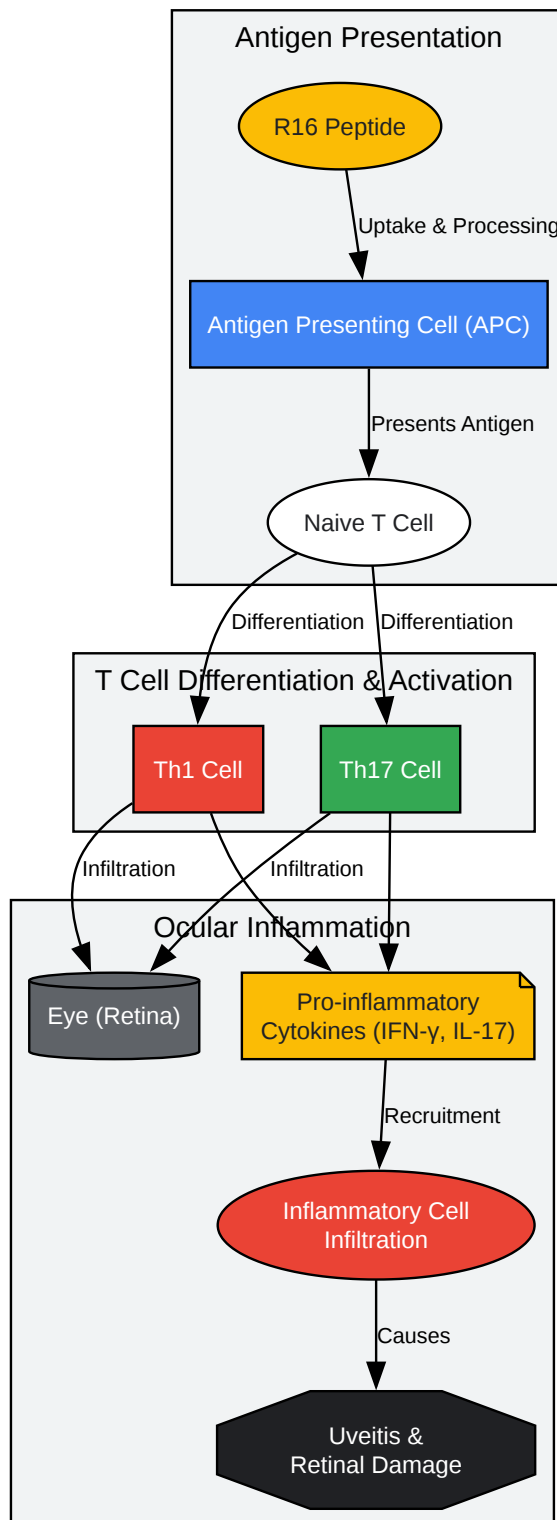 Antigen Presentation
R16 Peptide
Uptake & Processing
Antigen Presenting Cell (APC)
Presents Antigen
Naive T Cell
Differentiation
Differentiation
T Cell Differentiation & Activation
Th1 Cell
Th17 Cell
Infiltration
Infiltration
Ocular Inflammation
Eye (Retina)
Pro-inflammatory
Cytokines (IFN-γ, IL-17)
Recruitment
Inflammatory Cell
Infiltration
Causes
Uveitis &
Retinal Damage